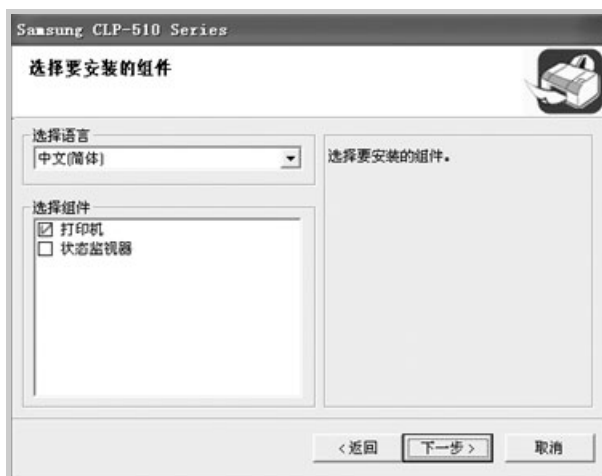 Samsung CLP-510 Series
选择要安装的组件
选择语言
中文(简体)
选择要安装的组件。
选择组件
打印机
状态监视器
<返回
下一步>
取消